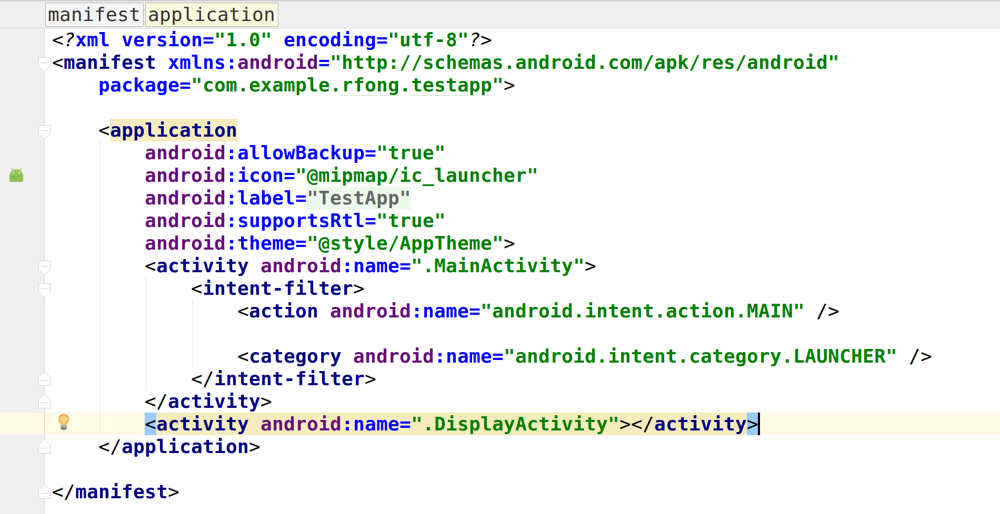 manifest application
<?xml version="1.0" encoding="utf-8"?>
<manifest xmlns:android="http://schemas.android.com/apk/res/android"
    package="com.example.rfong.testapp">
    <application
        android:allowBackup="true"
        android:icon="@mipmap/ic_launcher"
        android:label="TestApp"
        android:supportsRtl="true"
        android:theme="@style/AppTheme">
        <activity android:name=".MainActivity">
            <intent-filter>
                <action android:name="android.intent.action.MAIN" />
                <category android:name="android.intent.category.LAUNCHER" />
            </intent-filter>
        </activity>
        <activity android:name=".DisplayActivity"></activity>
    </application>
</manifest>